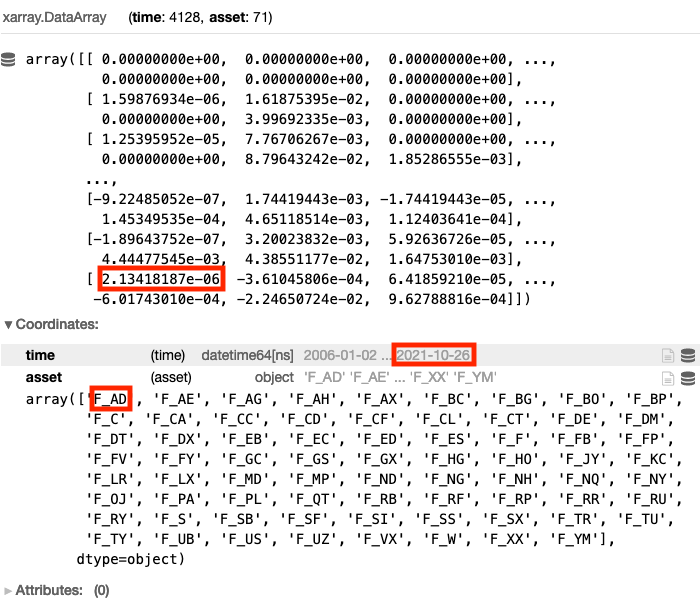 xarray.DataArray (time: 4128, asset: 71)
array([[ 0.00000000e+00, 0.00000000e+00, 0.00000000e+00, ...,
0.00000000e+00, 0.00000000e+00, 0.00000000e+00],
[ 1.59876934e-06, 1.61875395e-02, 0.00000000e+00, ...,
0.00000000e+00, 3.99692335e-03, 0.00000000e+00],
[ 1.25395952e-05, 7.76706267e-03, 0.00000000e+00, ...,
0.00000000e+00, 8.79643242e-02, 1.85286555e-03],
...,
[-9.22485052e-07, 1.74419443e-03, -1.74419443e-05, ...,
1.45349535e-04, 4.65118514e-03, 1.12403641e-04],
[-1.89643752e-07, 3.20023832e-03, 5.92636726e-05, ...,
4.44477545e-03, 4.38551177e-02, 1.64753010e-03],
[ 2.13418187e-06, -3.61045806e-04, 6.41859210e-05, ...,
-6.01743010e-04, -2.24650724e-02, 9.62788816e-04]])
▼Coordinates:
time (time) datetime64[ns] 2006-01-02 ... 2021-10-26
asset (asset) object 'F_AD' 'F_AE' ... 'F_XX' 'F_YM'
array(['F_AD', 'F_AE', 'F_AG', 'F_AH', 'F_AX', 'F_BC', 'F_BG', 'F_BO', 'F_BP',
'F_C', 'F_CA', 'F_CC', 'F_CD', 'F_CF', 'F_CL', 'F_CT', 'F_DE', 'F_DM',
'F_DT', 'F_DX', 'F_EB', 'F_EC', 'F_ED', 'F_ES', 'F_F', 'F_FB', 'F_FP',
'F_FV', 'F_FY', 'F_GC', 'F_GS', 'F_GX', 'F_HG', 'F_HO', 'F_JY', 'F_KC',
'F_LR', 'F_LX', 'F_MD', 'F_MP', 'F_ND', 'F_NG', 'F_NH', 'F_NQ', 'F_NY',
'F_OJ', 'F_PA', 'F_PL', 'F_QT', 'F_RB', 'F_RF', 'F_RP', 'F_RR', 'F_RU',
'F_RY', 'F_S', 'F_SB', 'F_SF', 'F_SI', 'F_SS', 'F_SX', 'F_TR', 'F_TU',
'F_TY', 'F_UB', 'F_US', 'F_UZ', 'F_VX', 'F_W', 'F_XX', 'F_YM'],
dtype=object)
►Attributes: (0)